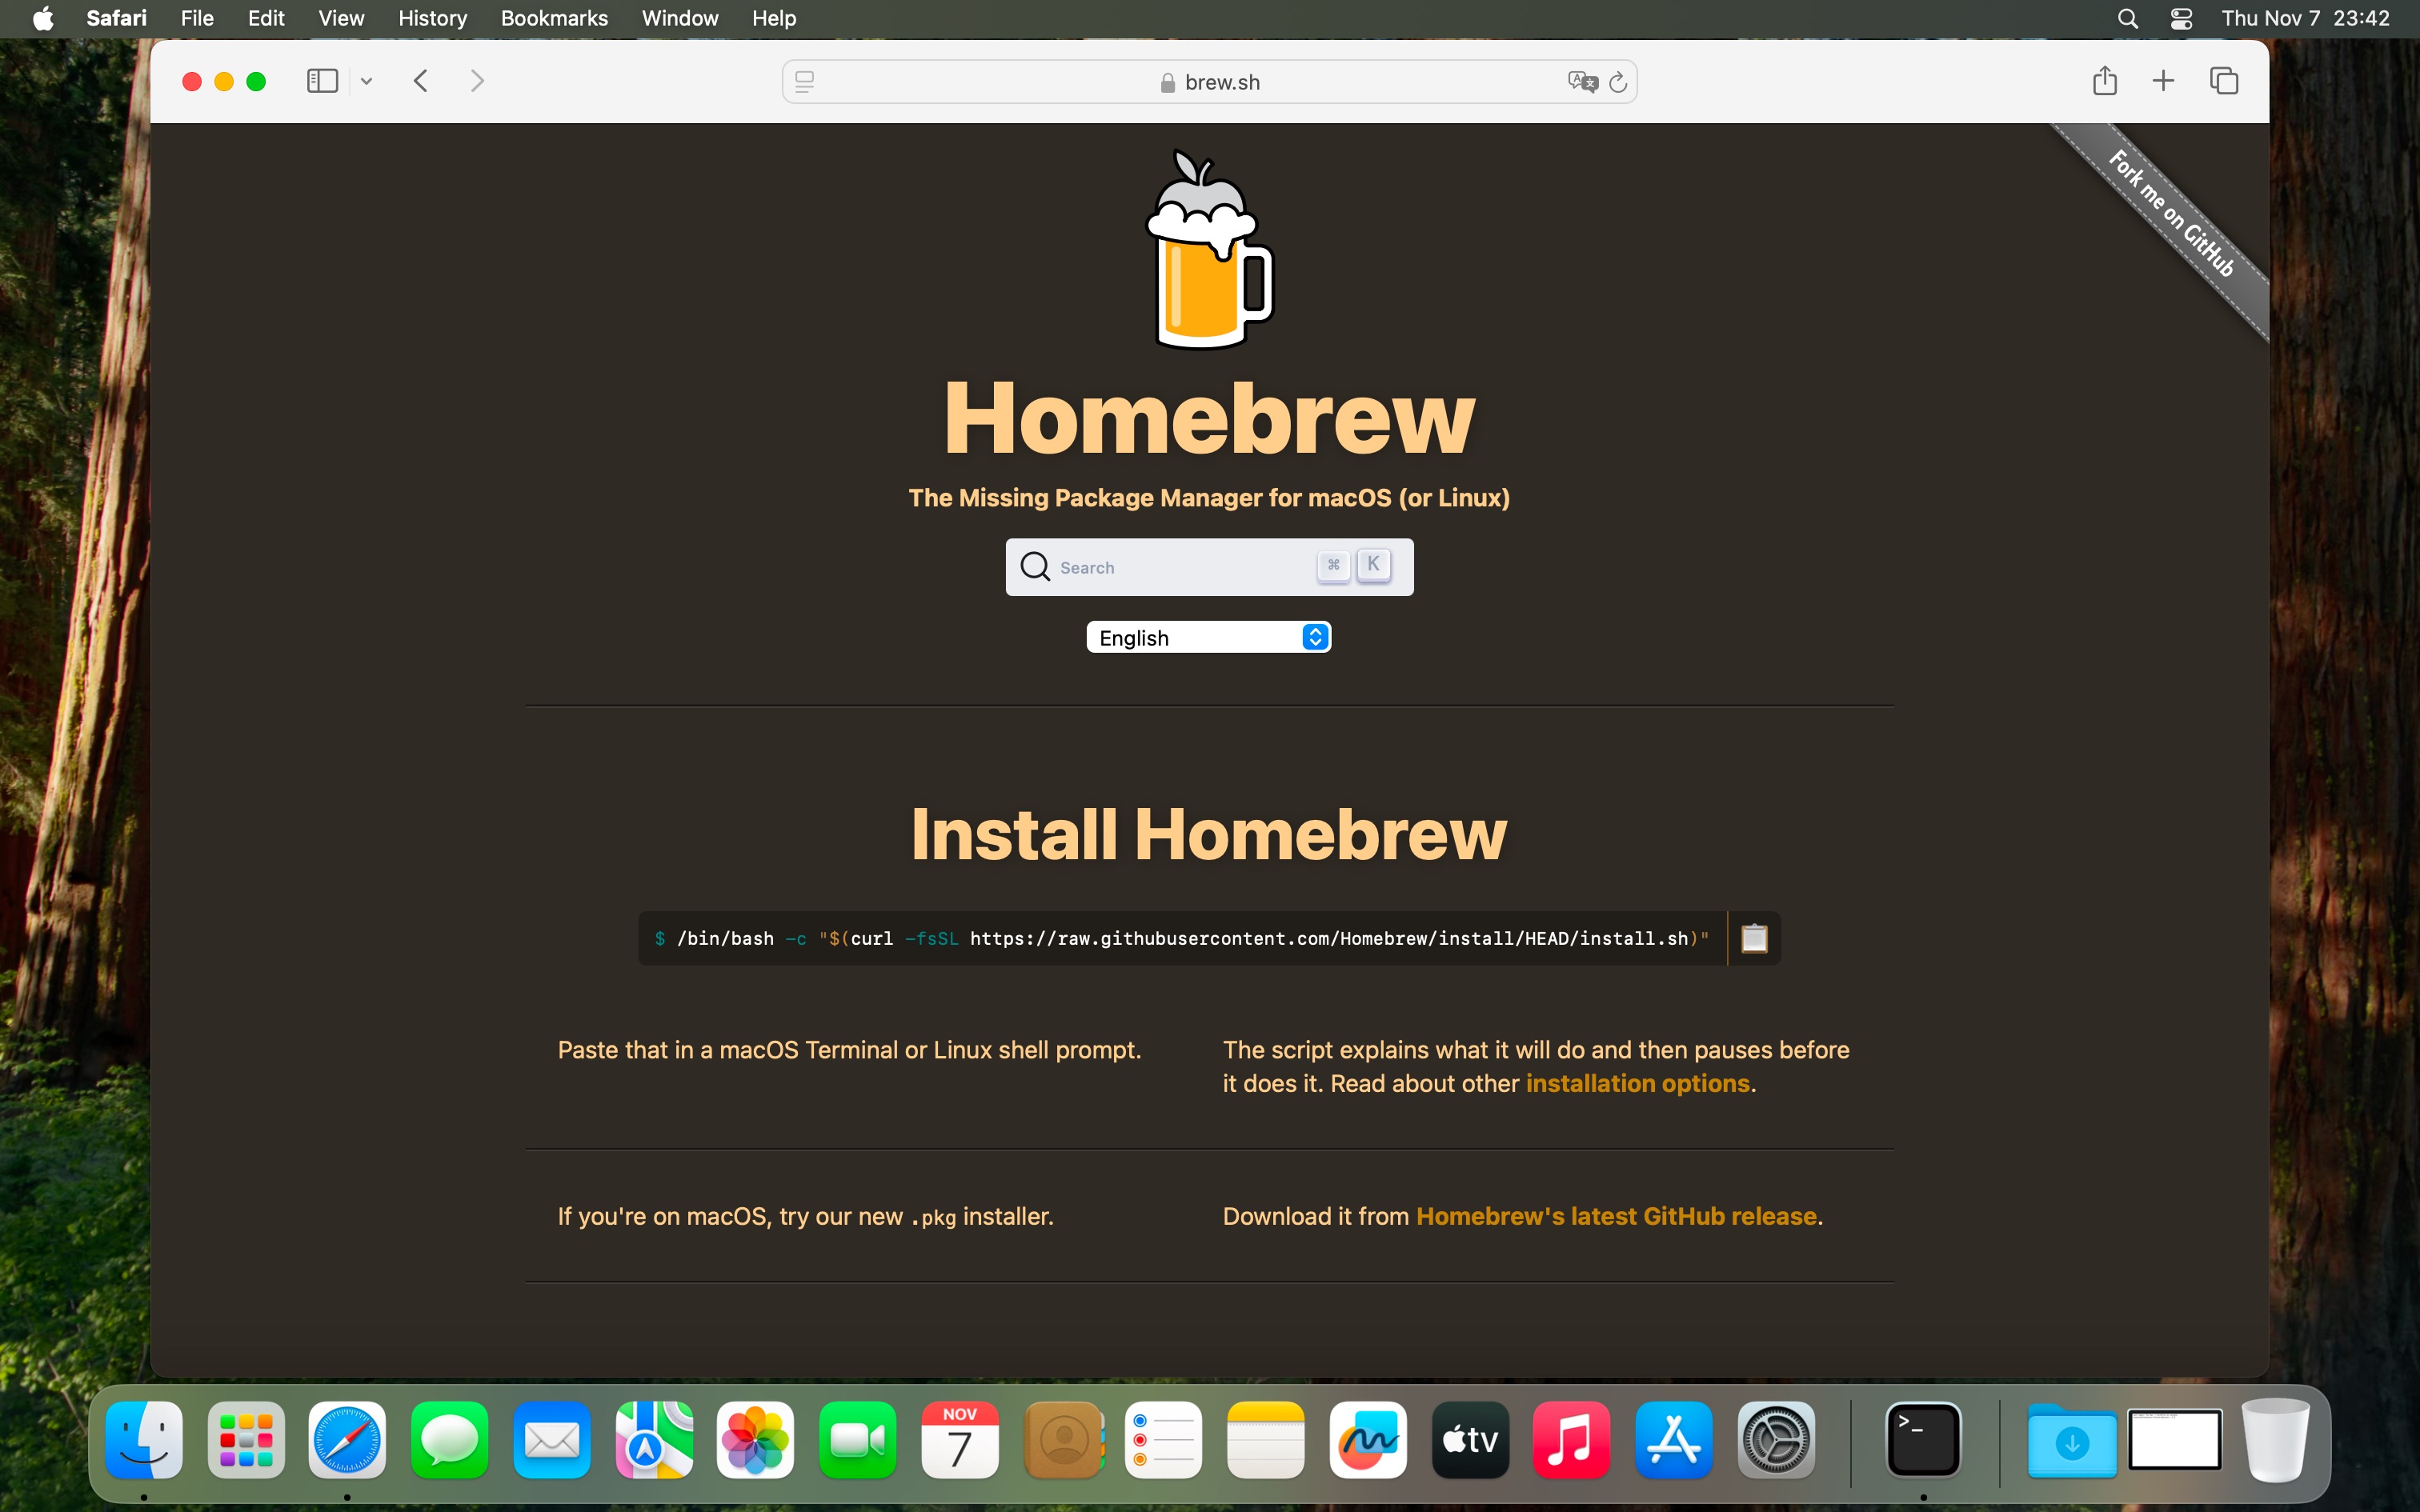 Safari File Edit View History Bookmarks Window Help Thu Nov 7 23:42
brew.sh
Fork me on GitHub
Homebrew
The Missing Package Manager for macOS (or Linux)
Search ⌘ K
English
Install Homebrew
$ /bin/bash -c "$(curl -fsSL https://raw.githubusercontent.com/Homebrew/install/HEAD/install.sh)"
Paste that in a macOS Terminal or Linux shell prompt.
The script explains what it will do and then pauses before
it does it. Read about other installation options.
If you're on macOS, try our new .pkg installer.
Download it from Homebrew's latest GitHub release.
NOV
7
tv
>_